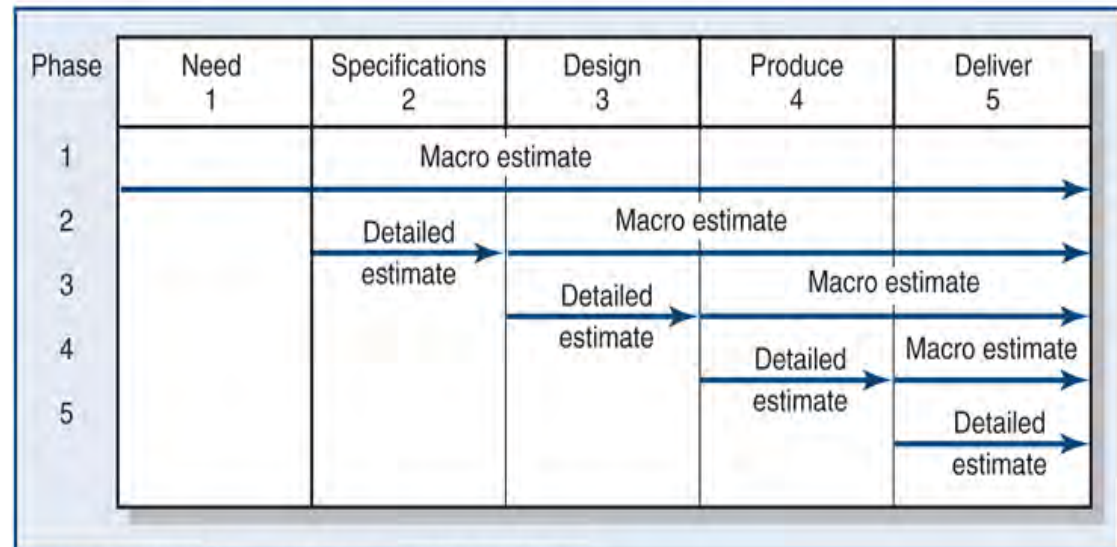 Phase Need Specifications Design Produce Deliver
1 2 3 4 5
1 Macro estimate
2 Macro estimate
Detailed
estimate
3 Macro estimate
Detailed
estimate
4 Macro estimate
Detailed
estimate
5
Detailed
estimate